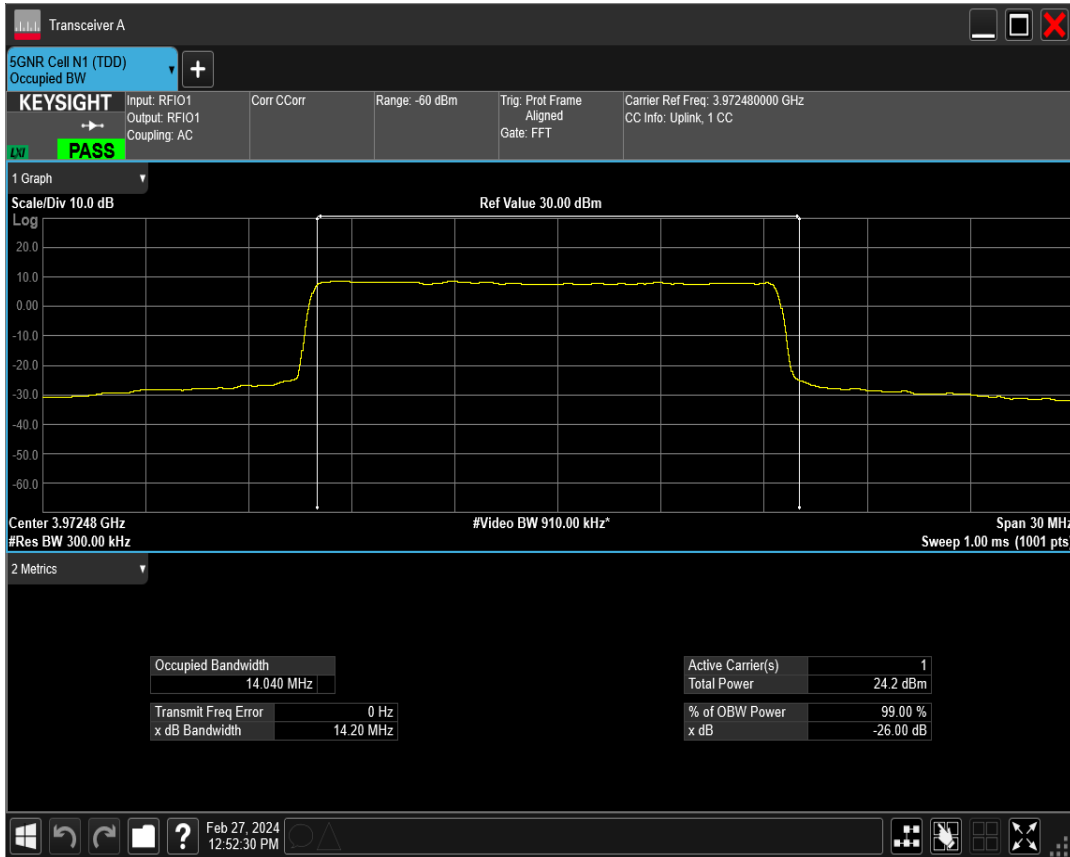 Transceiver A
5GNR Cell N1 (TDD)
Occupied BW
+
KEYSIGHT
LXI
PASS
Input: RFIO1
Output: RFIO1
Coupling: AC
Corr CCorr
Range: -60 dBm
Trig: Prot Frame
Aligned
Gate: FFT
Carrier Ref Freq: 3.972480000 GHz
CC Info: Uplink, 1 CC
1 Graph
Scale/Div 10.0 dB
Ref Value 30.00 dBm
Log
20.0
10.0
0.00
-10.0
-20.0
-30.0
-40.0
-50.0
-60.0
Center 3.97248 GHz
#Video BW 910.00 kHz*
Span 30 MHz
#Res BW 300.00 kHz
Sweep 1.00 ms (1001 pts
2 Metrics
Occupied Bandwidth
14.040 MHz
Transmit Freq Error 0 Hz
x dB Bandwidth 14.20 MHz
Active Carrier(s) 1
Total Power 24.2 dBm
% of OBW Power 99.00 %
x dB -26.00 dB
?
Feb 27, 2024
12:52:30 PM